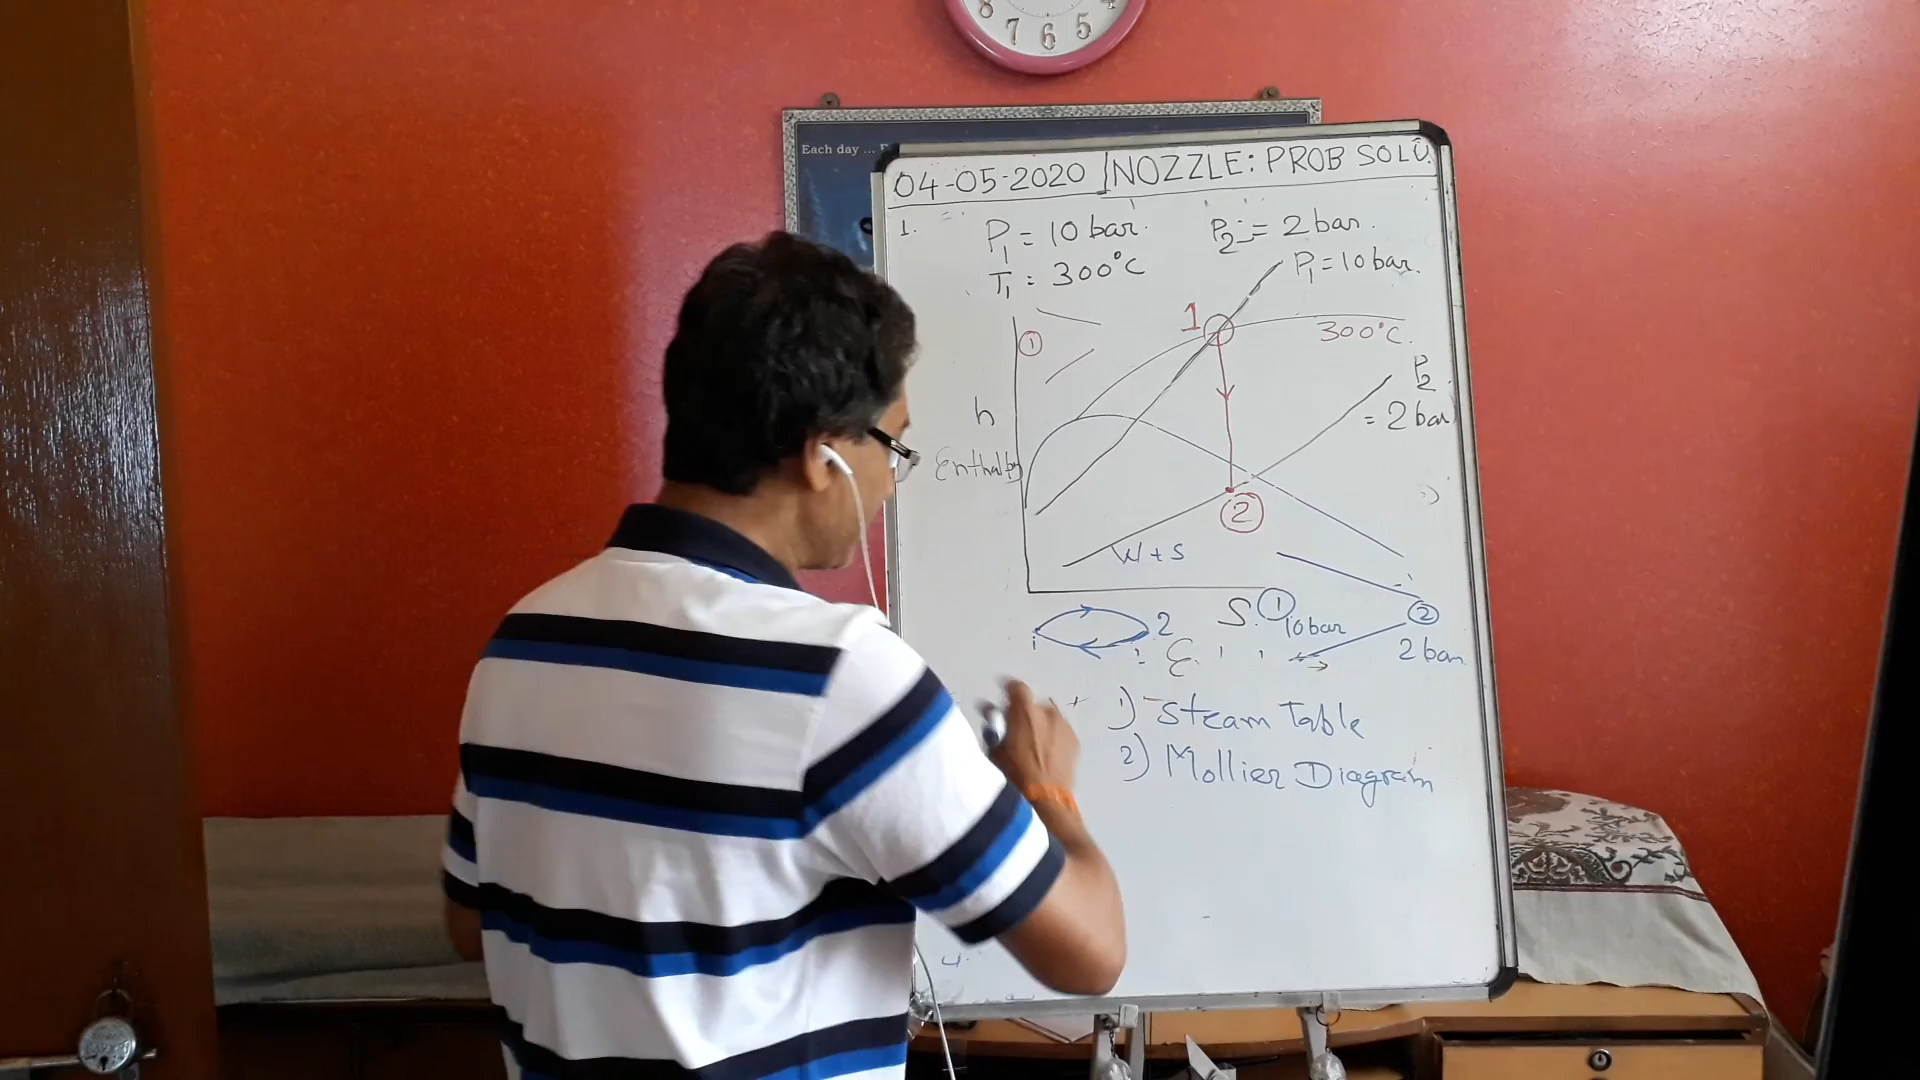 8 7 6 5 4
Each day ...
04-05-2020 NOZZLE: PROB SOLU.
1.
P1 = 10 bar.
P2 = 2 bar.
T1 : 300°C
P1 = 10 bar.
1
300°C.
1
P2
= 2 bar
h
Enthalpy
2
W + S
S.
1
10 bar
2
2 bar
1
2
1) Steam Table
2) Mollier Diagram